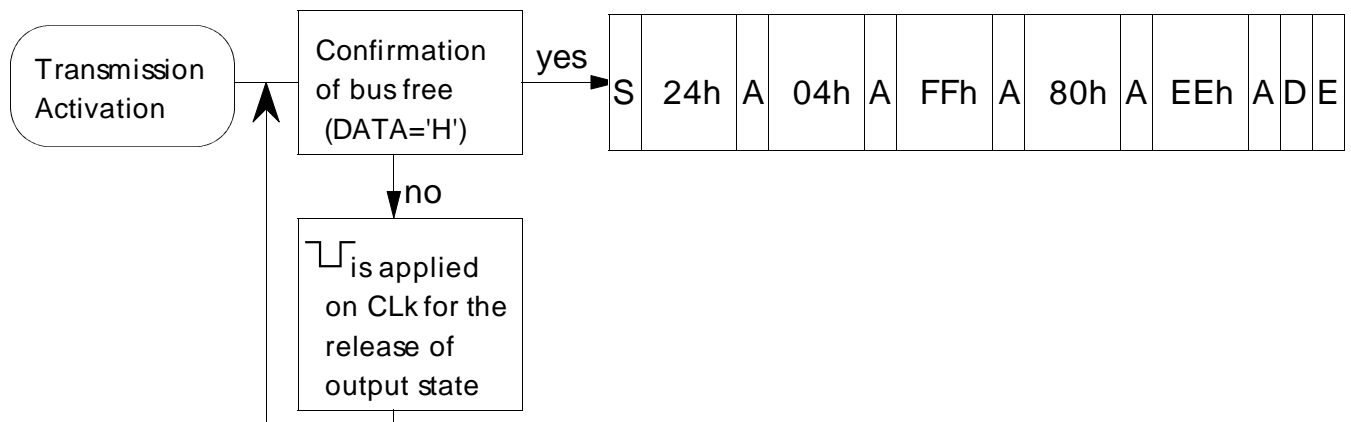 Transmission
Activation
Confirmation
of bus free
(DATA='H')
yes
S 24h A 04h A FFh A 80h A EEh A D E
no
is applied
on CLk for the
release of
output state